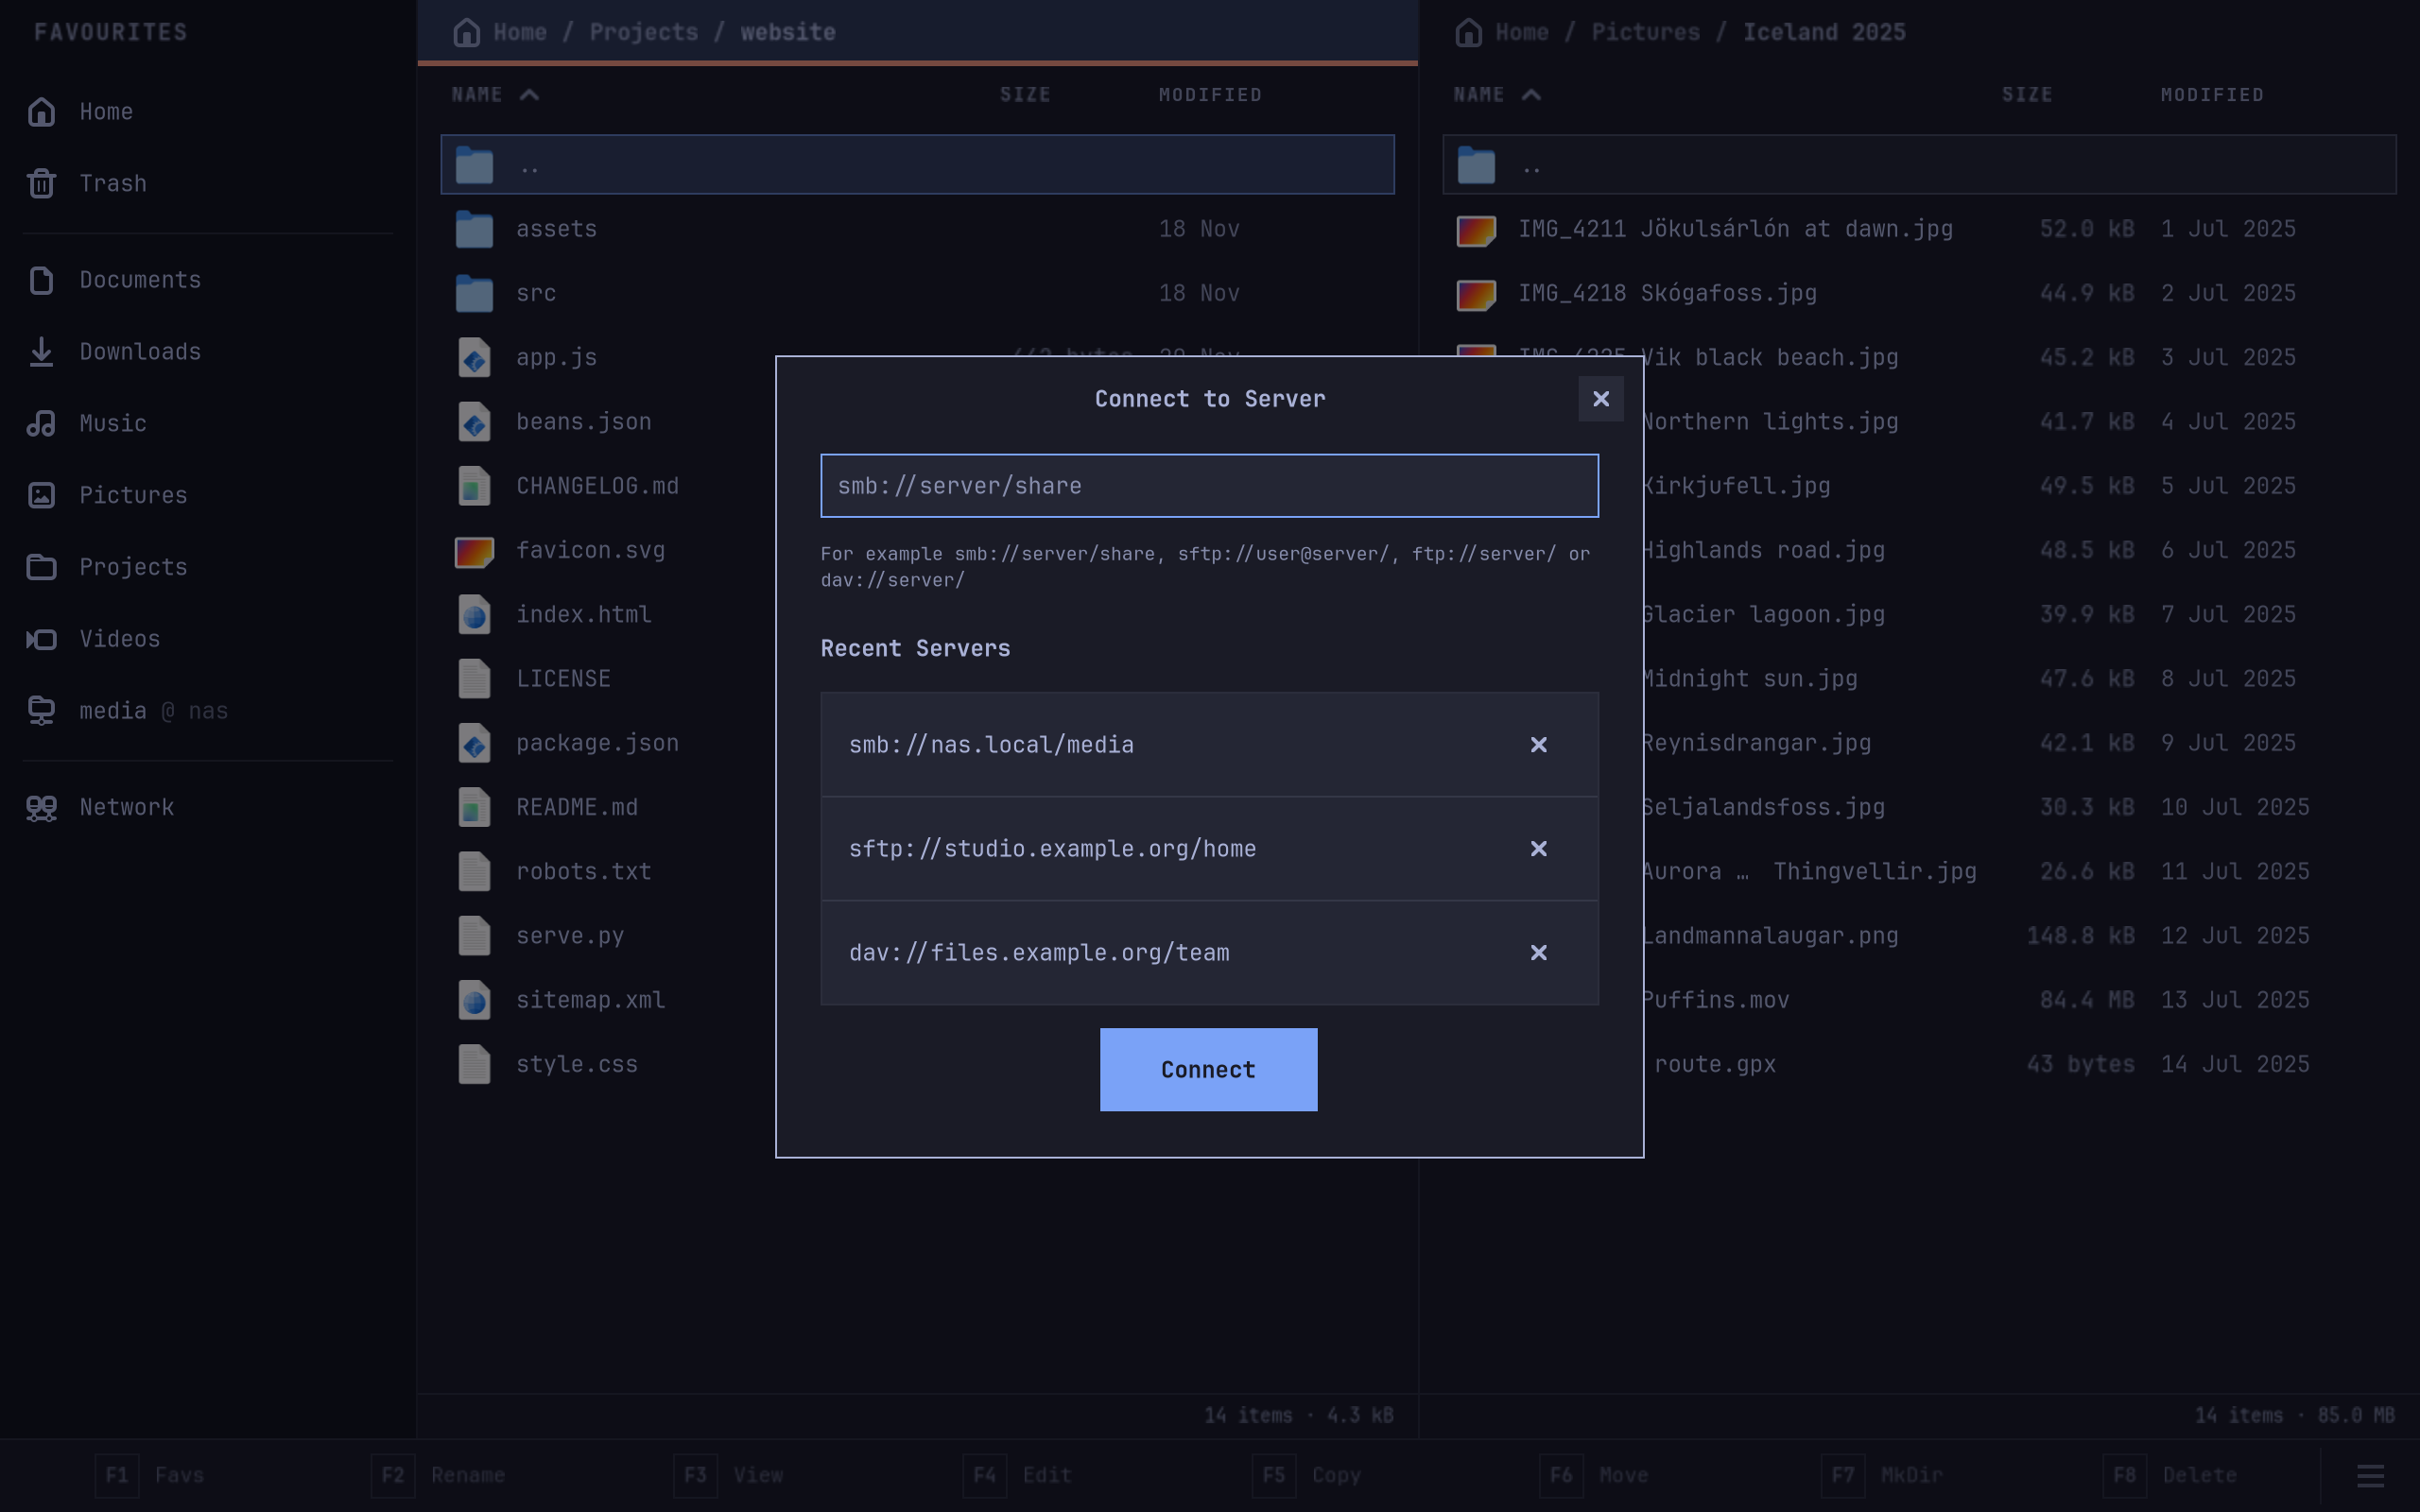 FAVOURITES
Home
Trash
Documents
Downloads
Music
Pictures
Projects
Videos
media @ nas
Network
Home / Projects / website
NAME SIZE MODIFIED
..
assets 18 Nov
src 18 Nov
app.js
beans.json
CHANGELOG.md
favicon.svg
index.html
LICENSE
package.json
README.md
robots.txt
serve.py
sitemap.xml
style.css
14 items · 4.3 kB
Home / Pictures / Iceland 2025
NAME SIZE MODIFIED
..
IMG_4211 Jökulsárlón at dawn.jpg 52.0 kB 1 Jul 2025
IMG_4218 Skógafoss.jpg 44.9 kB 2 Jul 2025
Vik black beach.jpg 45.2 kB 3 Jul 2025
Northern lights.jpg 41.7 kB 4 Jul 2025
Kirkjufell.jpg 49.5 kB 5 Jul 2025
Highlands road.jpg 48.5 kB 6 Jul 2025
Glacier lagoon.jpg 39.9 kB 7 Jul 2025
Midnight sun.jpg 47.6 kB 8 Jul 2025
Reynisdrangar.jpg 42.1 kB 9 Jul 2025
Seljalandsfoss.jpg 30.3 kB 10 Jul 2025
Aurora … Thingvellir.jpg 26.6 kB 11 Jul 2025
Landmannalaugar.png 148.8 kB 12 Jul 2025
Puffins.mov 84.4 MB 13 Jul 2025
route.gpx 43 bytes 14 Jul 2025
14 items · 85.0 MB
Connect to Server
smb://server/share
For example smb://server/share, sftp://user@server/, ftp://server/ or
dav://server/
Recent Servers
smb://nas.local/media
sftp://studio.example.org/home
dav://files.example.org/team
Connect
F1 Favs F2 Rename F3 View F4 Edit F5 Copy F6 Move F7 MkDir F8 Delete